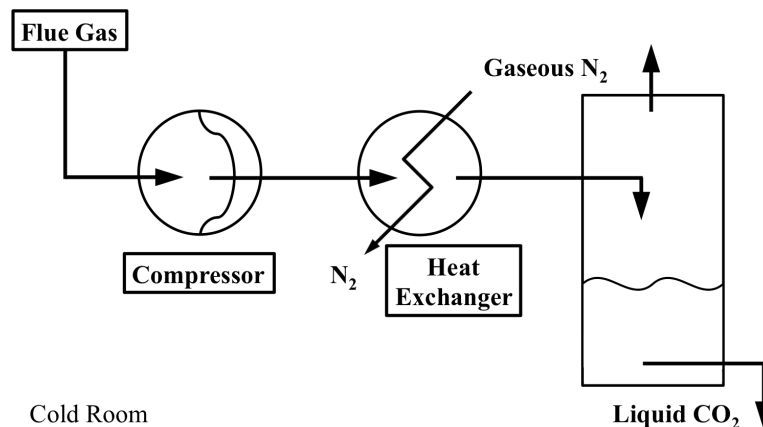 Flue Gas
Gaseous N₂
Compressor
N₂
Heat
Exchanger
Cold Room
Liquid CO₂